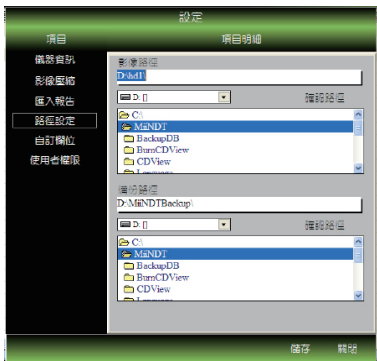 設定
項目
項目明細
儀器資訊
影像壓縮
匯入報告
路徑設定
自訂欄位
使用者權限
影像路徑
D:\hd1\
D: []
確認路徑
C:\
MiiNDT
BackupDB
BurnCDView
CDView
Language
備份路徑
D:\MiiNDTBackup\
D: []
確認路徑
C:\
MiiNDT
BackupDB
BurnCDView
CDView
Language
儲存
關閉